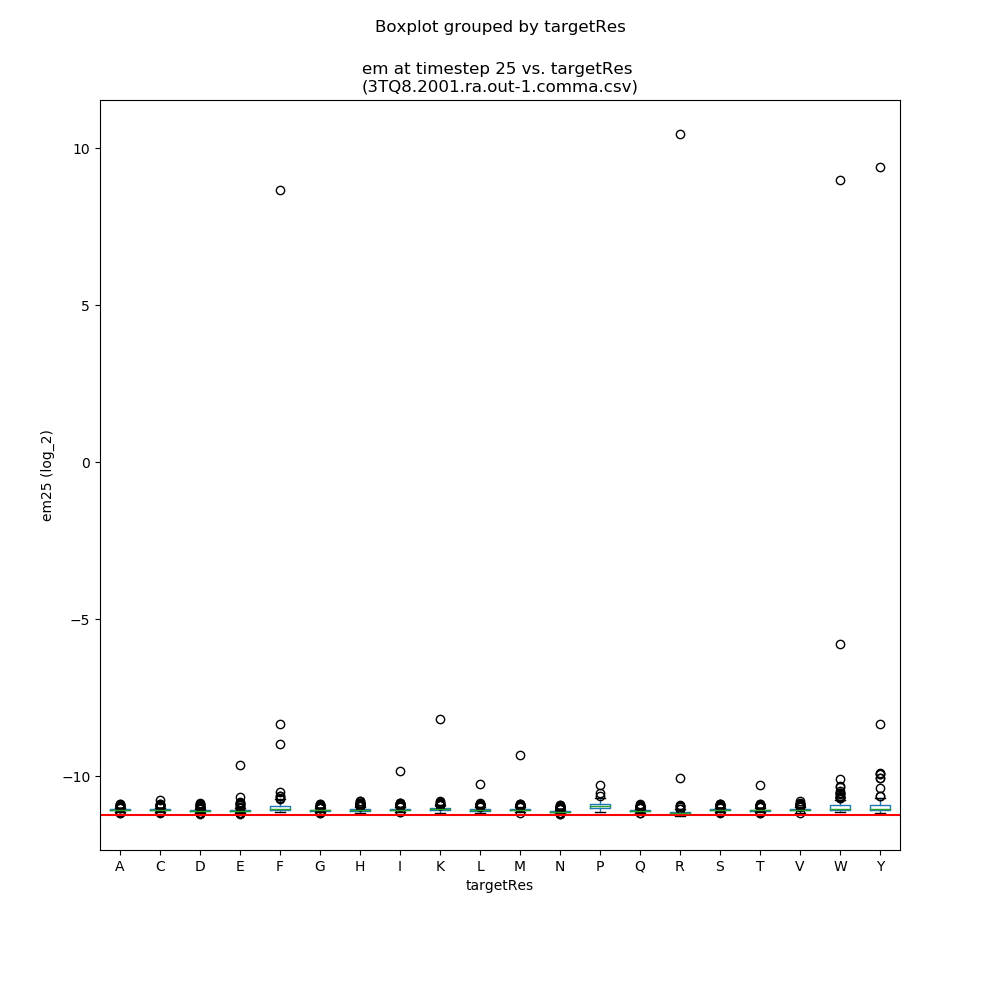 Boxplot grouped by targetRes
em at timestep 25 vs. targetRes
(3TQ8.2001.ra.out-1.comma.csv)
10
5
0
−5
−10
em25 (log_2)
A C D E F G H I K L M N P Q R S T V W Y
targetRes